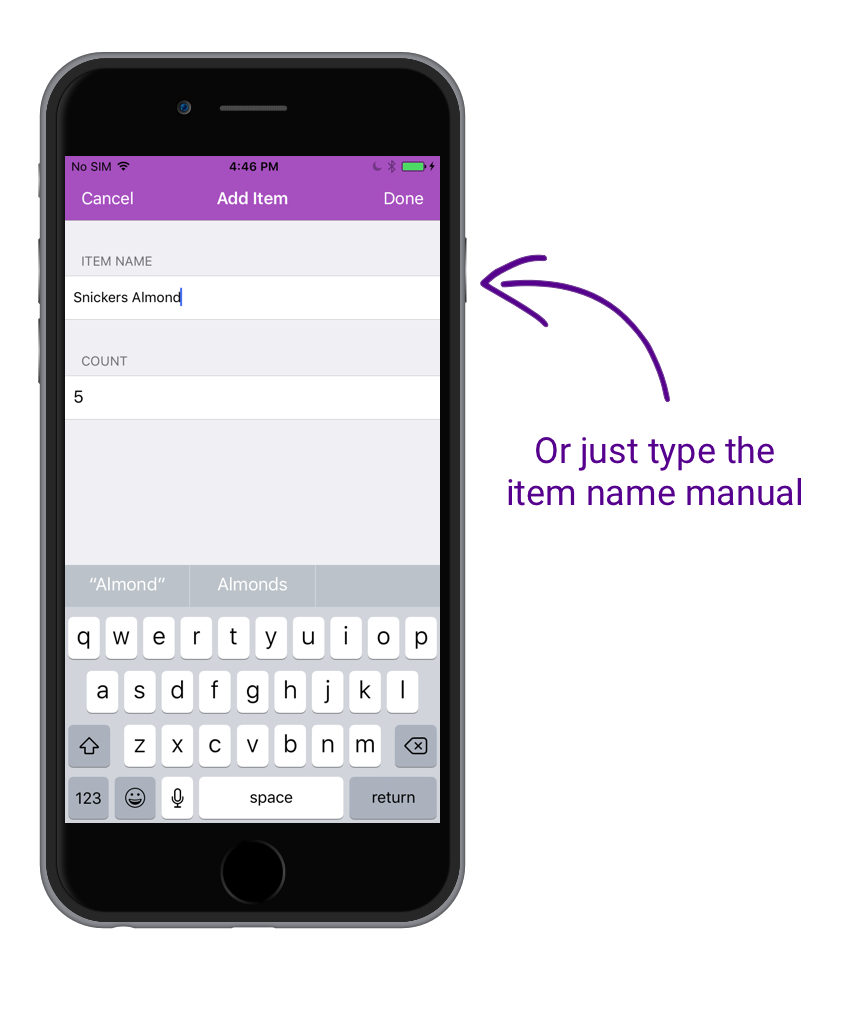 No SIM 4:46 PM
Cancel Add Item Done
ITEM NAME
Snickers Almond
COUNT
5
Or just type the
item name manual
“Almond” Almonds
q w e r t y u i o p
a s d f g h j k l
z x c v b n m
123 space return